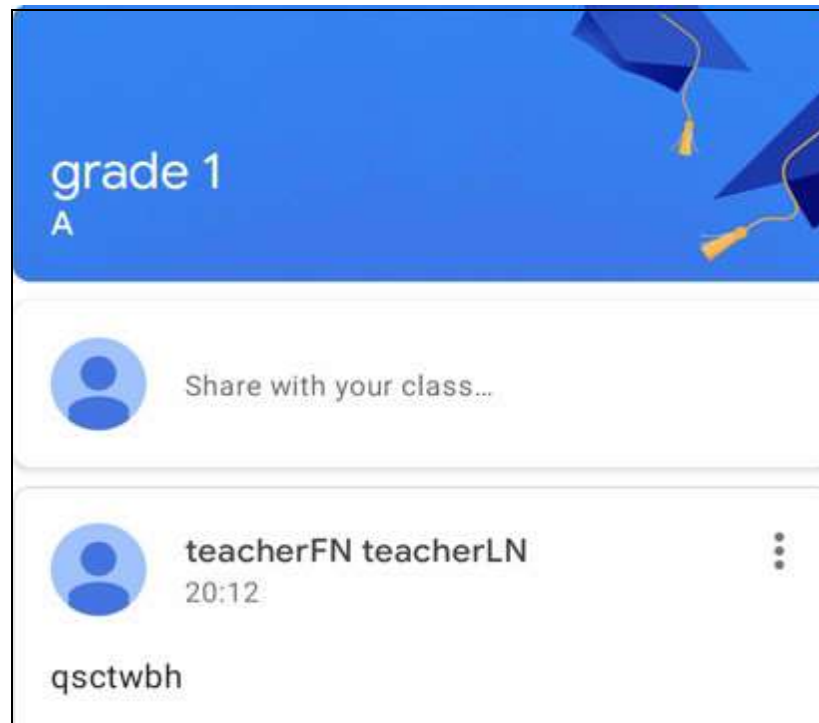 grade 1
A
Share with your class…
teacherFN teacherLN
20:12
qsctwbh